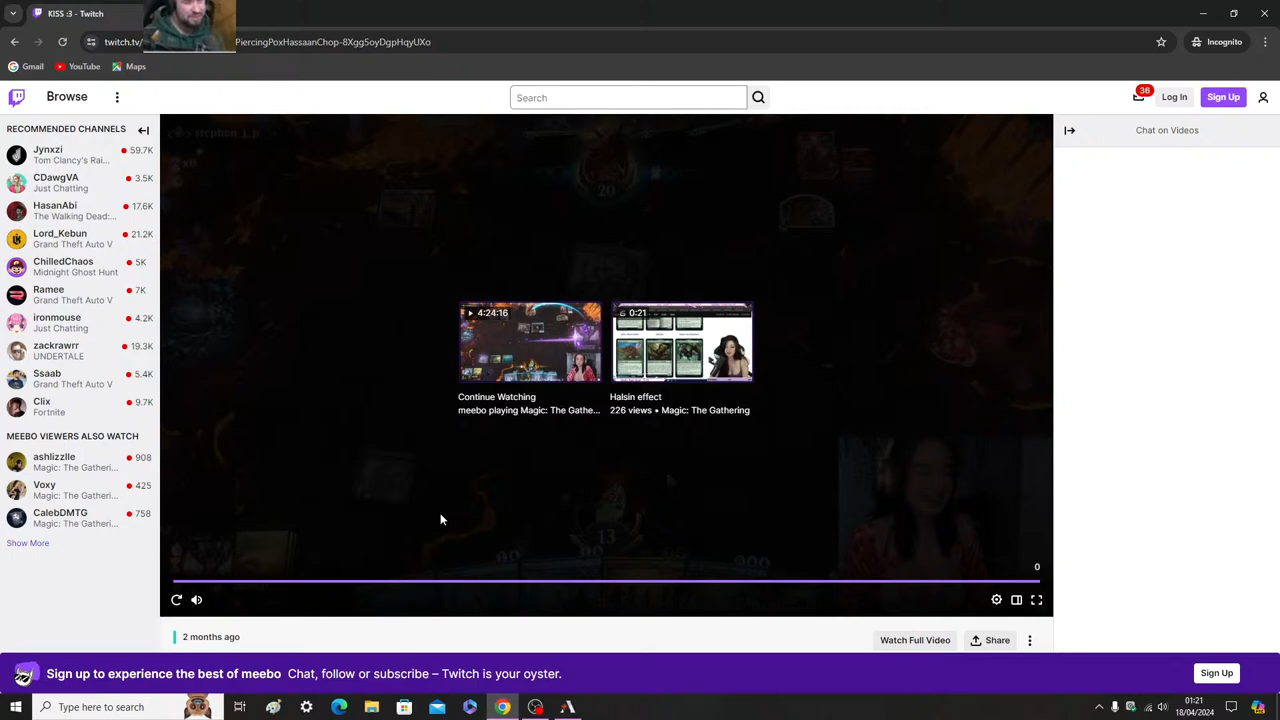 KISS :3 - Twitch
twitch.tv/
PiercingPoxHassaanChop-8Xgg5oyDgpHqyUXo
Incognito
Gmail
YouTube
Maps
Browse
Search
36
Log In
Sign Up
RECOMMENDED CHANNELS
Jynxzi
59.7K
Tom Clancy's Rai...
CDawgVA
3.5K
Just Chatting
HasanAbi
17.6K
The Walking Dead:...
Lord_Kebun
21.2K
Grand Theft Auto V
ChilledChaos
5K
Midnight Ghost Hunt
Ramee
7K
Grand Theft Auto V
ironmouse
4.2K
Just Chatting
zackrawrr
19.3K
UNDERTALE
Ssaab
5.4K
Grand Theft Auto V
Clix
9.7K
Fortnite
MEEBO VIEWERS ALSO WATCH
ashlizzlle
908
Magic: The Gatheri...
Voxy
425
Magic: The Gatheri...
CalebDMTG
758
Magic: The Gatheri...
Show More
20
4:24:16
0:21
Continue Watching
meebo playing Magic: The Gathe...
Halsin effect
226 views • Magic: The Gathering
13
0
Chat on Videos
2 months ago
Watch Full Video
Share
Sign up to experience the best of meebo Chat, follow or subscribe – Twitch is your oyster.
Sign Up
Type here to search
01:21
18/04/2024